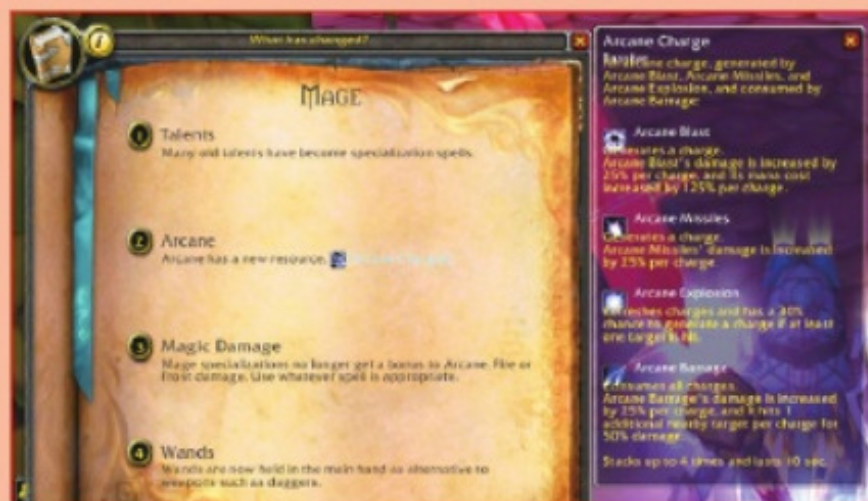 What has changed?
MAGE
1 Talents
Many old talents have become specialization spells.
2 Arcane
Arcane has a new resource,
3 Magic Damage
Mage specializations no longer get a bonus to Arcane, Fire or
Frost damage. Use whatever spell is appropriate.
4 Wands
Wands are now held in the main hand as alternative to
weapons such as daggers.
Arcane Charge
charge, generated by
Arcane Blast, Arcane Missiles, and
Arcane Explosion, and consumed by
Arcane Barrage:
Arcane Blast
Generates a charge.
Arcane Blast's damage is increased by
25% per charge, and its mana cost
increased by 125% per charge.
Arcane Missiles
Generates a charge.
Arcane Missiles' damage is increased
by 25% per charge.
Arcane Explosion
Refreshes charges and has a 30%
chance to generate a charge if at least
one target is hit.
Arcane Barrage
Consumes all charges.
Arcane Barrage's damage is increased
by 25% per charge, and it hits 1
additional nearby target per charge for
50% damage.
Stacks up to 4 times and lasts 10 sec.